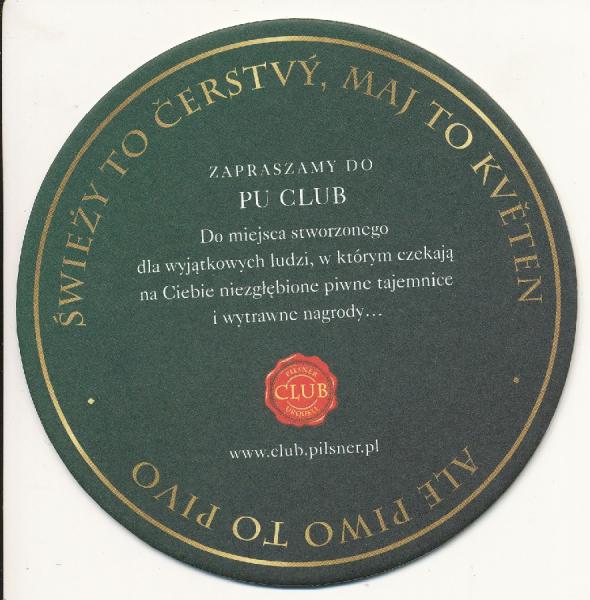 ŚWIEŻY TO ČERSTVÝ, MAJ TO KVĚTEN
ZAPRASZAMY DO
PU CLUB
Do miejsca stworzonego
dla wyjątkowych ludzi, w którym czekają
na Ciebie niezgłębione piwne tajemnice
i wytrawne nagrody...
PILSNER
CLUB
URQUELL
www.club.pilsner.pl
ALE PIWO TO PIVO